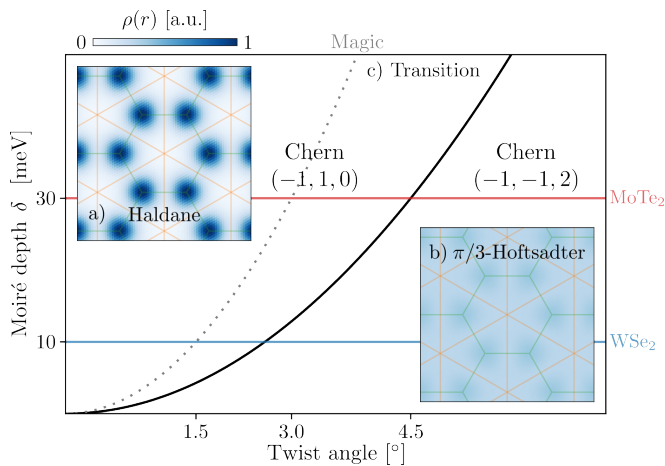 ρ(r) [a.u.]
0 1
Magic
c) Transition
Chern
(−1, 1, 0)
Chern
(−1, −1, 2)
a) Haldane
b) π/3-Hoftsadter
MoTe₂
WSe₂
Moiré depth δ [meV]
30
10
1.5 3.0 4.5
Twist angle [°]